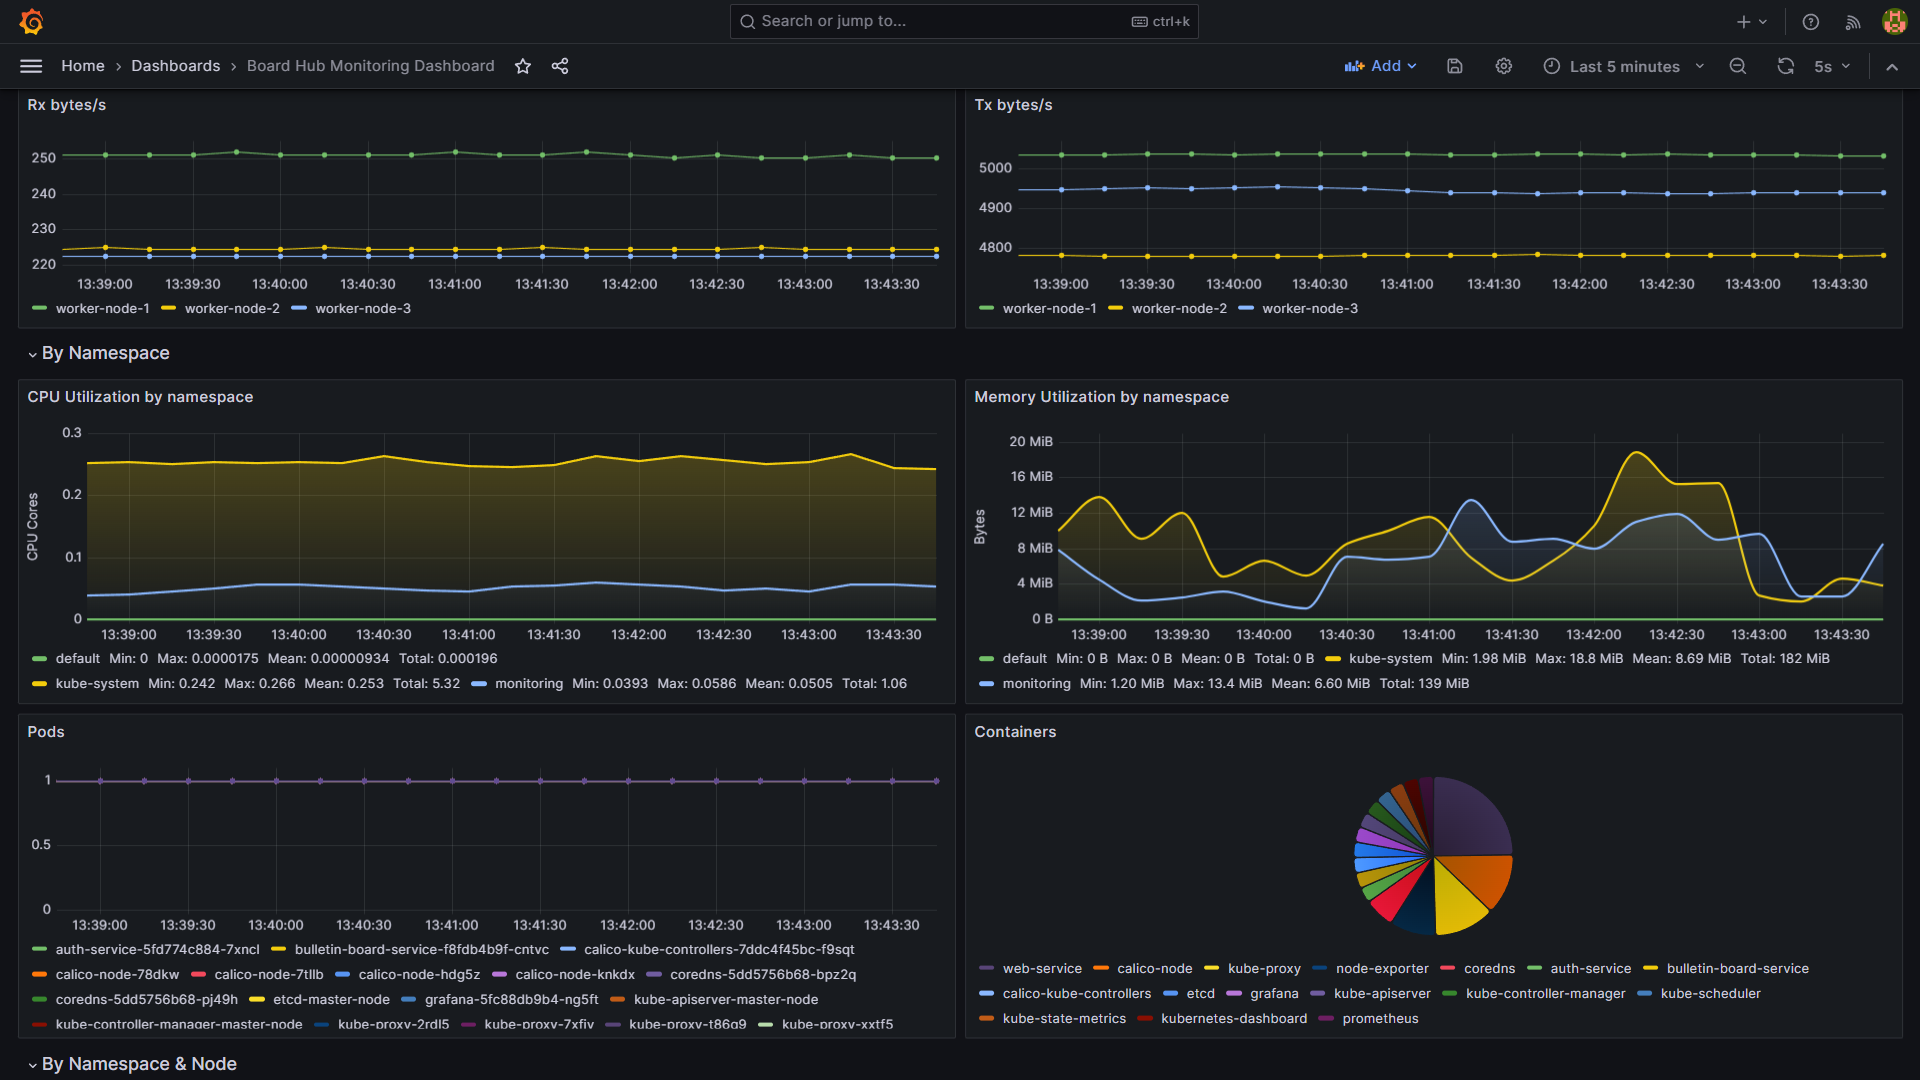 Search or jump to... ctrl+k
Home › Dashboards › Board Hub Monitoring Dashboard Add Last 5 minutes 5s
Rx bytes/s
250
240
230
220
13:39:00 13:39:30 13:40:00 13:40:30 13:41:00 13:41:30 13:42:00 13:42:30 13:43:00 13:43:30
worker-node-1 worker-node-2 worker-node-3
Tx bytes/s
5000
4900
4800
13:39:00 13:39:30 13:40:00 13:40:30 13:41:00 13:41:30 13:42:00 13:42:30 13:43:00 13:43:30
worker-node-1 worker-node-2 worker-node-3
By Namespace
CPU Utilization by namespace
CPU Cores
0.3
0.2
0.1
0
13:39:00 13:39:30 13:40:00 13:40:30 13:41:00 13:41:30 13:42:00 13:42:30 13:43:00 13:43:30
default Min: 0 Max: 0.0000175 Mean: 0.00000934 Total: 0.000196
kube-system Min: 0.242 Max: 0.266 Mean: 0.253 Total: 5.32 monitoring Min: 0.0393 Max: 0.0586 Mean: 0.0505 Total: 1.06
Memory Utilization by namespace
Bytes
20 MiB
16 MiB
12 MiB
8 MiB
4 MiB
0 B
13:39:00 13:39:30 13:40:00 13:40:30 13:41:00 13:41:30 13:42:00 13:42:30 13:43:00 13:43:30
default Min: 0 B Max: 0 B Mean: 0 B Total: 0 B kube-system Min: 1.98 MiB Max: 18.8 MiB Mean: 8.69 MiB Total: 182 MiB
monitoring Min: 1.20 MiB Max: 13.4 MiB Mean: 6.60 MiB Total: 139 MiB
Pods
1
0.5
0
13:39:00 13:39:30 13:40:00 13:40:30 13:41:00 13:41:30 13:42:00 13:42:30 13:43:00 13:43:30
auth-service-5fd774c884-7xncl bulletin-board-service-f8fdb4b9f-cntvc calico-kube-controllers-7ddc4f45bc-f9sqt
calico-node-78dkw calico-node-7tllb calico-node-hdg5z calico-node-knkdx coredns-5dd5756b68-bpz2q
coredns-5dd5756b68-pj49h etcd-master-node grafana-5fc88db9b4-ng5ft kube-apiserver-master-node
kube-controller-manager-master-node kube-proxy-2rdl5 kube-proxy-7xfjv kube-proxy-t86q9 kube-proxy-xxtf5
Containers
web-service calico-node kube-proxy node-exporter coredns auth-service bulletin-board-service
calico-kube-controllers etcd grafana kube-apiserver kube-controller-manager kube-scheduler
kube-state-metrics kubernetes-dashboard prometheus
By Namespace & Node